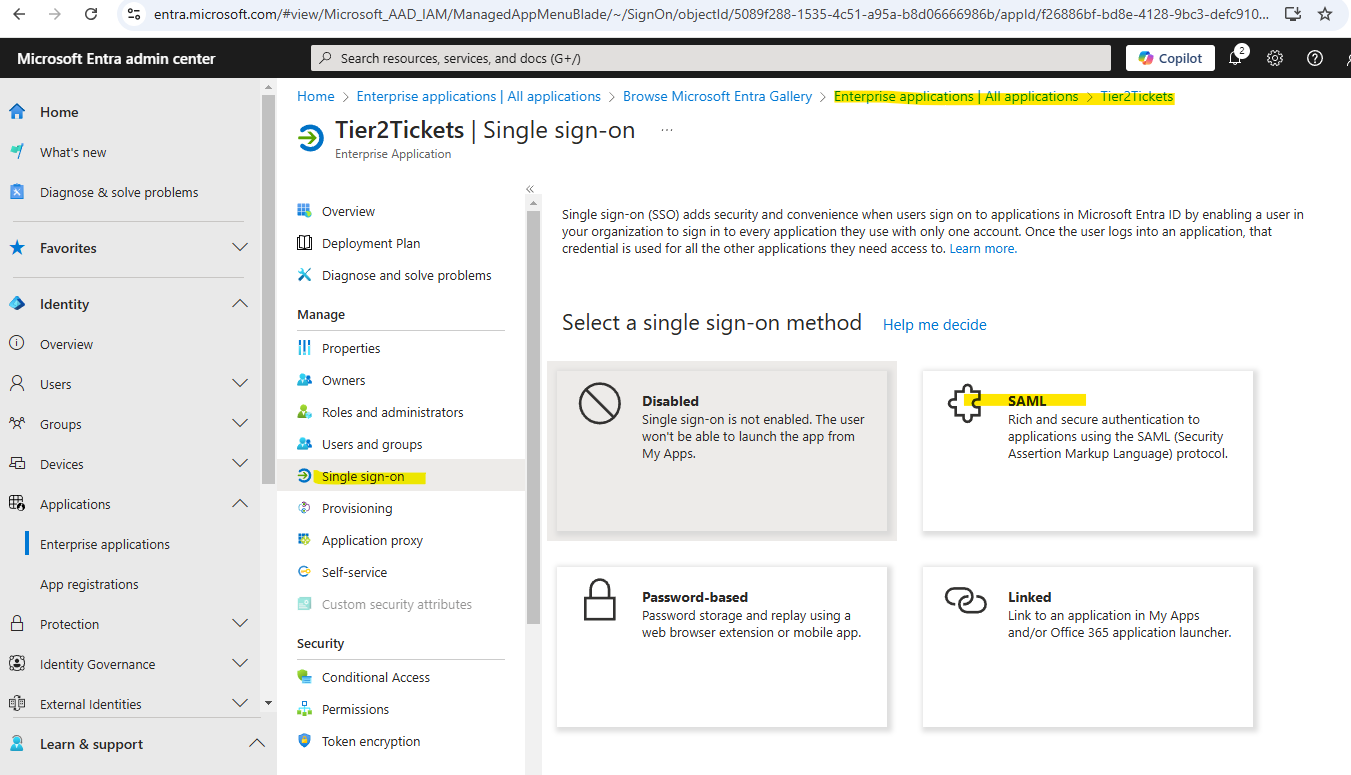 entra.microsoft.com/#view/Microsoft_AAD_IAM/ManagedAppMenuBlade/~/SignOn/objectId/5089f288-1535-4c51-a95a-b8d06666986b/appId/f26886bf-bd8e-4128-9bc3-defc910...
Microsoft Entra admin center
Search resources, services, and docs (G+/)
Copilot
2
Home
What's new
Diagnose & solve problems
Favorites
Identity
Overview
Users
Groups
Devices
Applications
Enterprise applications
App registrations
Protection
Identity Governance
External Identities
Learn & support
Home > Enterprise applications | All applications > Browse Microsoft Entra Gallery > Enterprise applications | All applications > Tier2Tickets
Tier2Tickets | Single sign-on ...
Enterprise Application
Overview
Deployment Plan
Diagnose and solve problems
Manage
Properties
Owners
Roles and administrators
Users and groups
Single sign-on
Provisioning
Application proxy
Self-service
Custom security attributes
Security
Conditional Access
Permissions
Token encryption
Single sign-on (SSO) adds security and convenience when users sign on to applications in Microsoft Entra ID by enabling a user in
your organization to sign in to every application they use with only one account. Once the user logs into an application, that
credential is used for all the other applications they need access to. Learn more.
Select a single sign-on method Help me decide
Disabled
Single sign-on is not enabled. The user
won't be able to launch the app from
My Apps.
SAML
Rich and secure authentication to
applications using the SAML (Security
Assertion Markup Language) protocol.
Password-based
Password storage and replay using a
web browser extension or mobile app.
Linked
Link to an application in My Apps
and/or Office 365 application launcher.